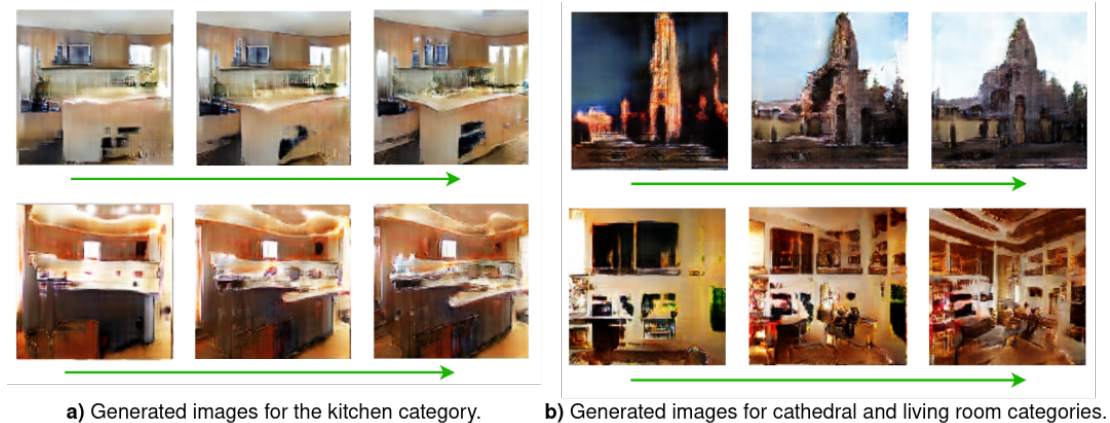 a) Generated images for the kitchen category.
b) Generated images for cathedral and living room categories.